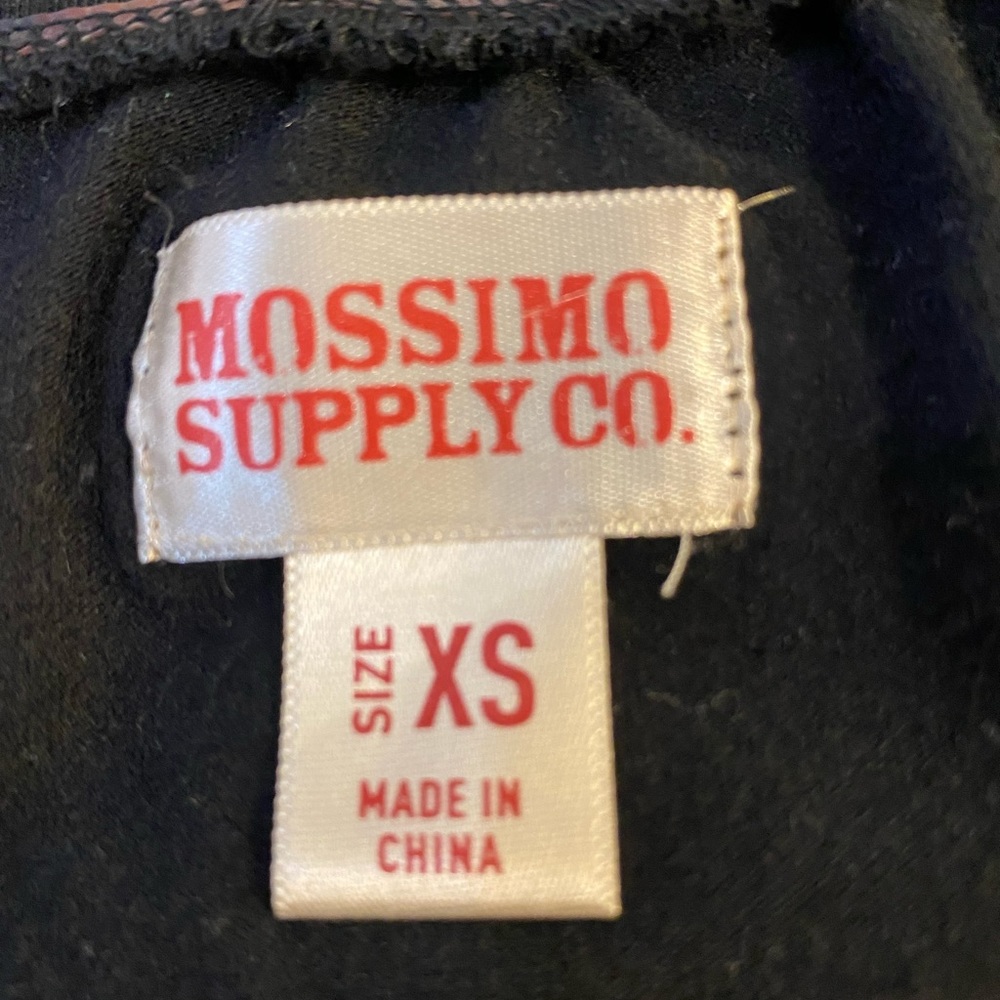 MOSSIMO
SUPPLY CO.
SIZE XS
MADE IN
CHINA